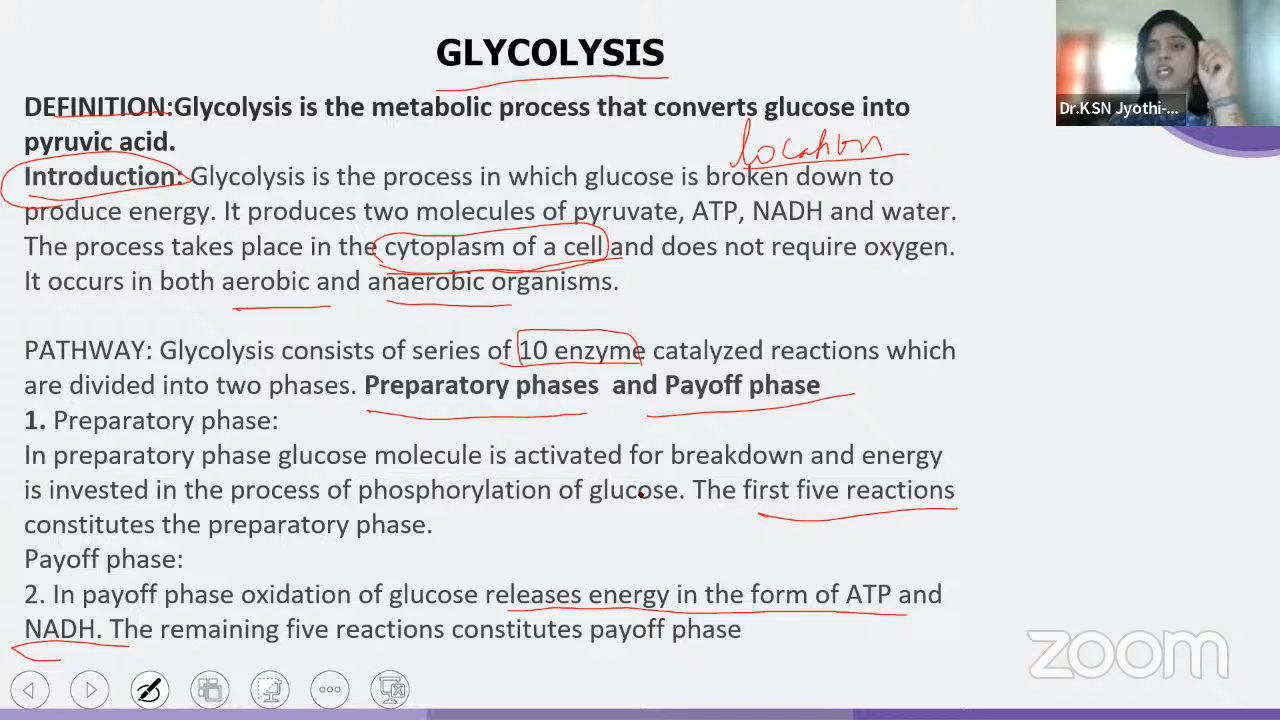 GLYCOLYSIS
DEFINITION:Glycolysis is the metabolic process that converts glucose into
pyruvic acid.
location
Introduction: Glycolysis is the process in which glucose is broken down to
produce energy. It produces two molecules of pyruvate, ATP, NADH and water.
The process takes place in the cytoplasm of a cell and does not require oxygen.
It occurs in both aerobic and anaerobic organisms.
PATHWAY: Glycolysis consists of series of 10 enzyme catalyzed reactions which
are divided into two phases. Preparatory phases and Payoff phase
1. Preparatory phase:
In preparatory phase glucose molecule is activated for breakdown and energy
is invested in the process of phosphorylation of glucose. The first five reactions
constitutes the preparatory phase.
Payoff phase:
2. In payoff phase oxidation of glucose releases energy in the form of ATP and
NADH. The remaining five reactions constitutes payoff phase
Dr.KSN Jyothi-...
zoom